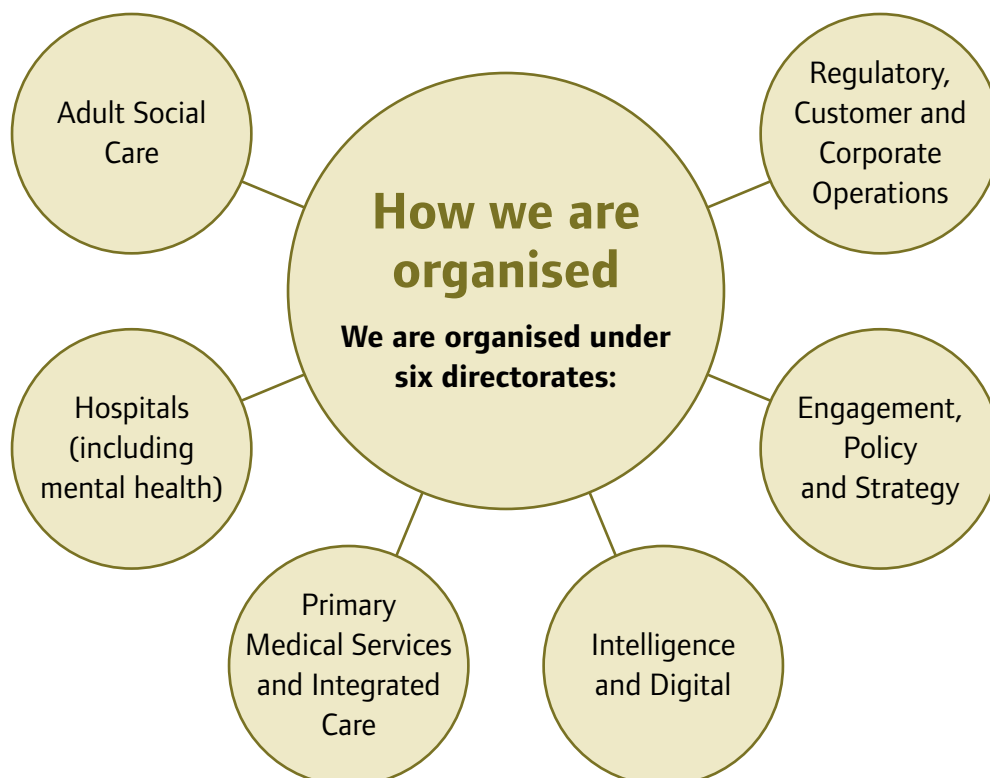 How we are
organised
We are organised under
six directorates:
Adult Social
Care
Hospitals
(including
mental health)
Primary
Medical Services
and Integrated
Care
Intelligence
and Digital
Engagement,
Policy
and Strategy
Regulatory,
Customer and
Corporate
Operations